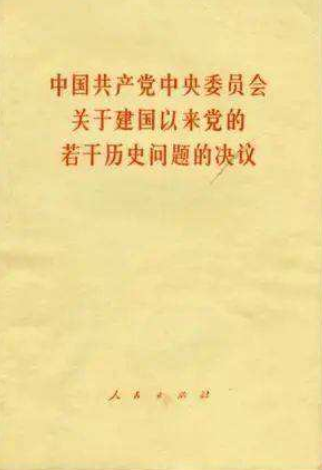 中国共产党中央委员会
关于建国以来党的
若干历史问题的决议
人民出版社